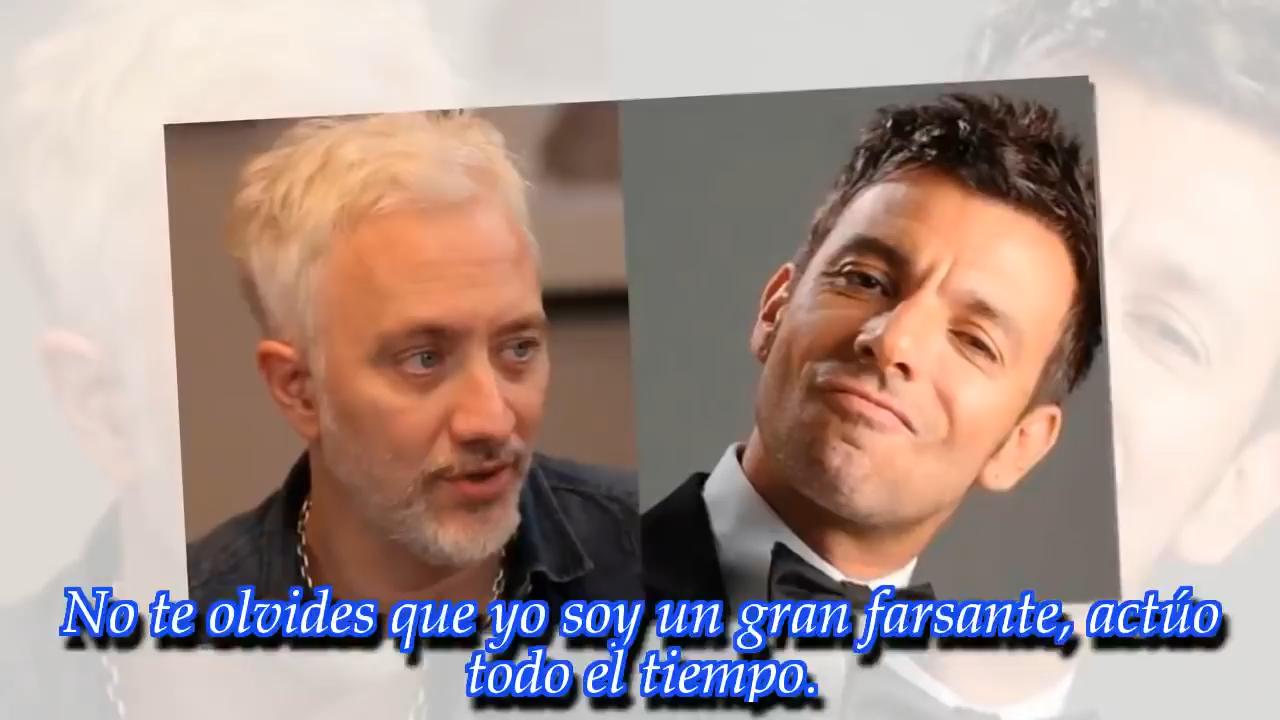 No te olvides que yo soy un gran farsante, actúo
todo el tiempo.